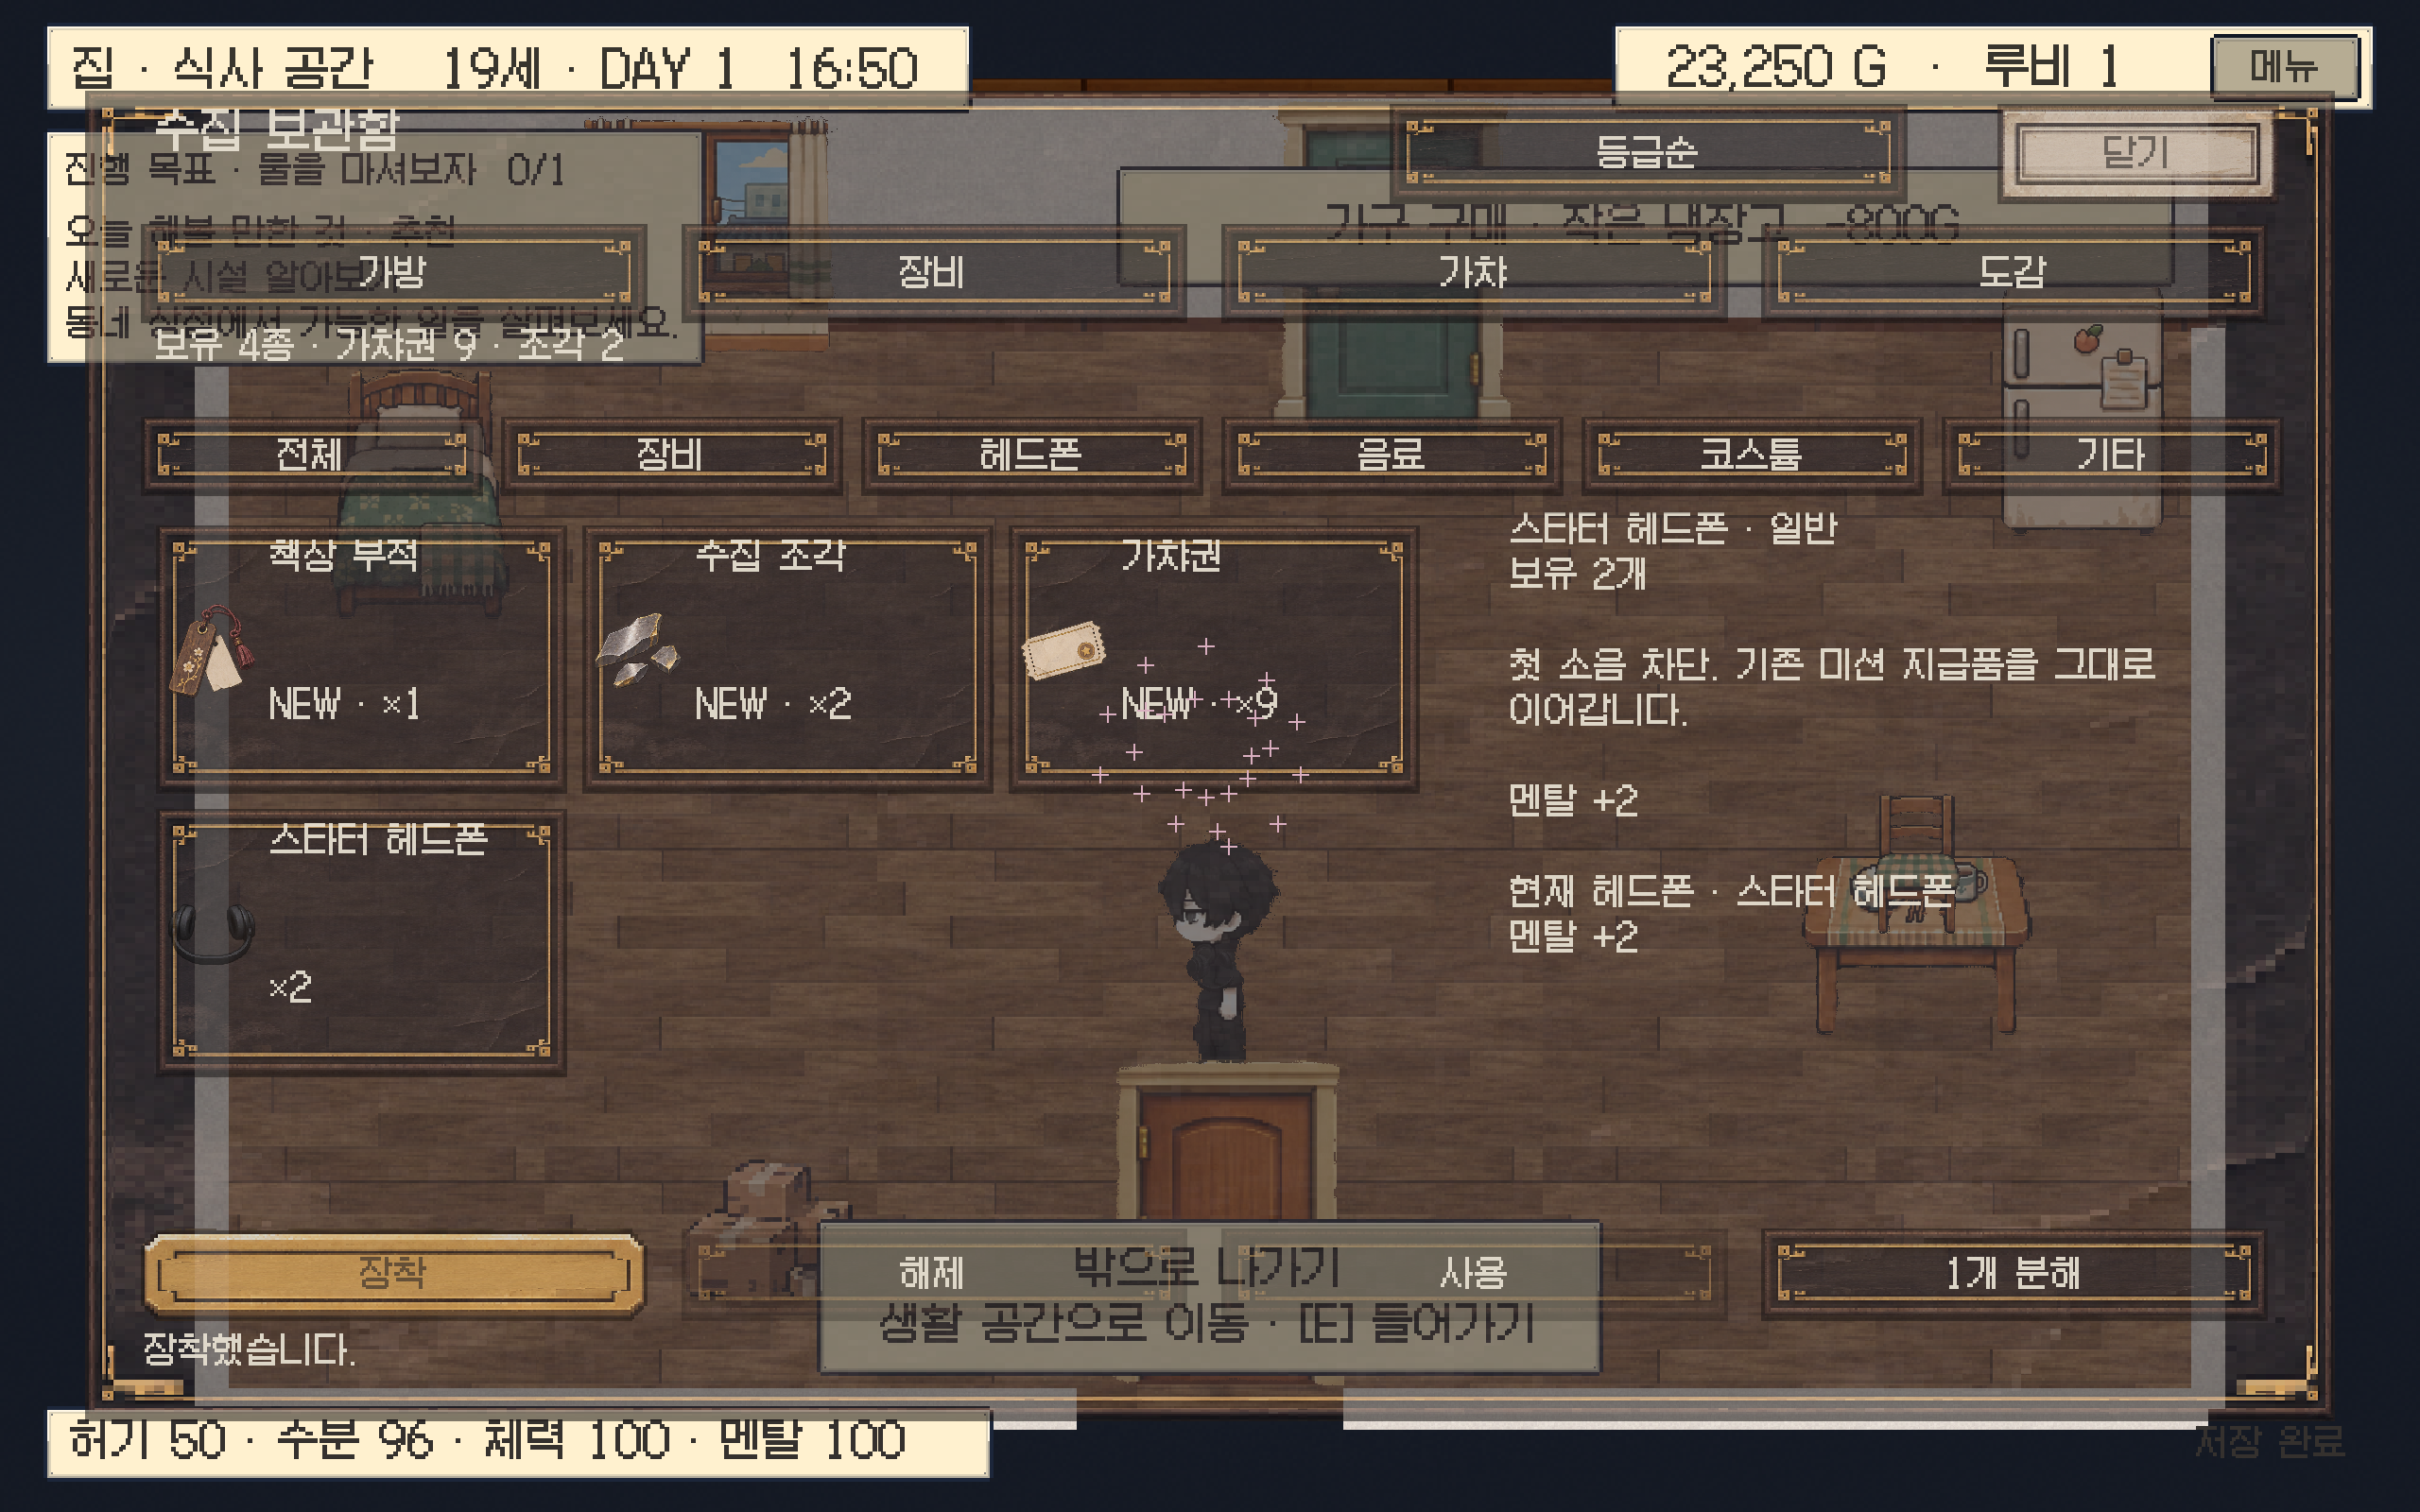 집 · 식사 공간 19세 · DAY 1 16:50
23,250 G · 루비 1
메뉴
수집 보관함
등급순
닫기
진행 목표 · 물을 마셔보자 0/1
오늘 해볼 만한 것 · 추천
새로운 시설 알아보기
동네 상점에서 가능한 일을 살펴보세요.
가구 구매 · 작은 냉장고 -800G
가방
장비
가챠
도감
보유 4종 · 가챠권 9 · 조각 2
전체
장비
헤드폰
음료
코스튬
기타
책상 부적
NEW · ×1
수집 조각
NEW · ×2
가챠권
NEW · ×9
스타터 헤드폰
×2
스타터 헤드폰 · 일반
보유 2개
첫 소음 차단. 기존 미션 지급품을 그대로
이어갑니다.
멘탈 +2
현재 헤드폰 · 스타터 헤드폰
멘탈 +2
장착
해제
사용
1개 분해
밖으로 나가기
생활 공간으로 이동 · [E] 들어가기
장착했습니다.
허기 50 · 수분 96 · 체력 100 · 멘탈 100
저장 완료